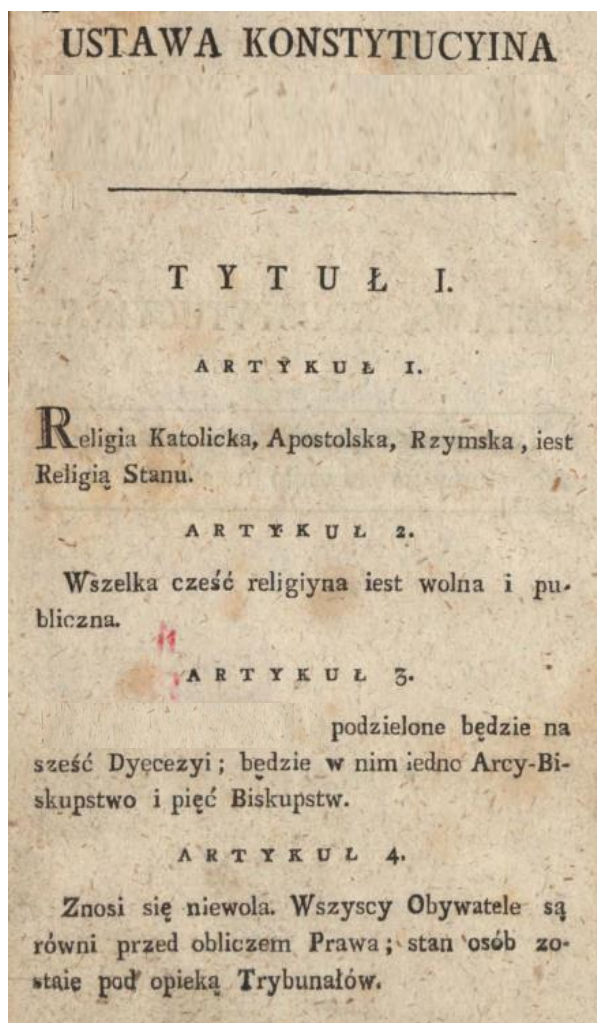 USTAWA KONSTYTUCYINA
TYTUŁ I.
ARTYKUŁ 1.
Religia Katolicka, Apostolska, Rzymska, iest
Religią Stanu.
ARTYKUŁ 2.
Wszelka cześć religiyna iest wolna i pu-
bliczna.
ARTYKUŁ 3.
podzielone będzie na
sześć Dyecezyi; będzie w nim iedno Arcy-Bi-
skupstwo i pięć Biskupstw.
ARTYKUŁ 4.
Znosi się niewola. Wszyscy Obywatele są
równi przed obliczem Prawa; stan osób zo-
staie pod opieką Trybunałów.